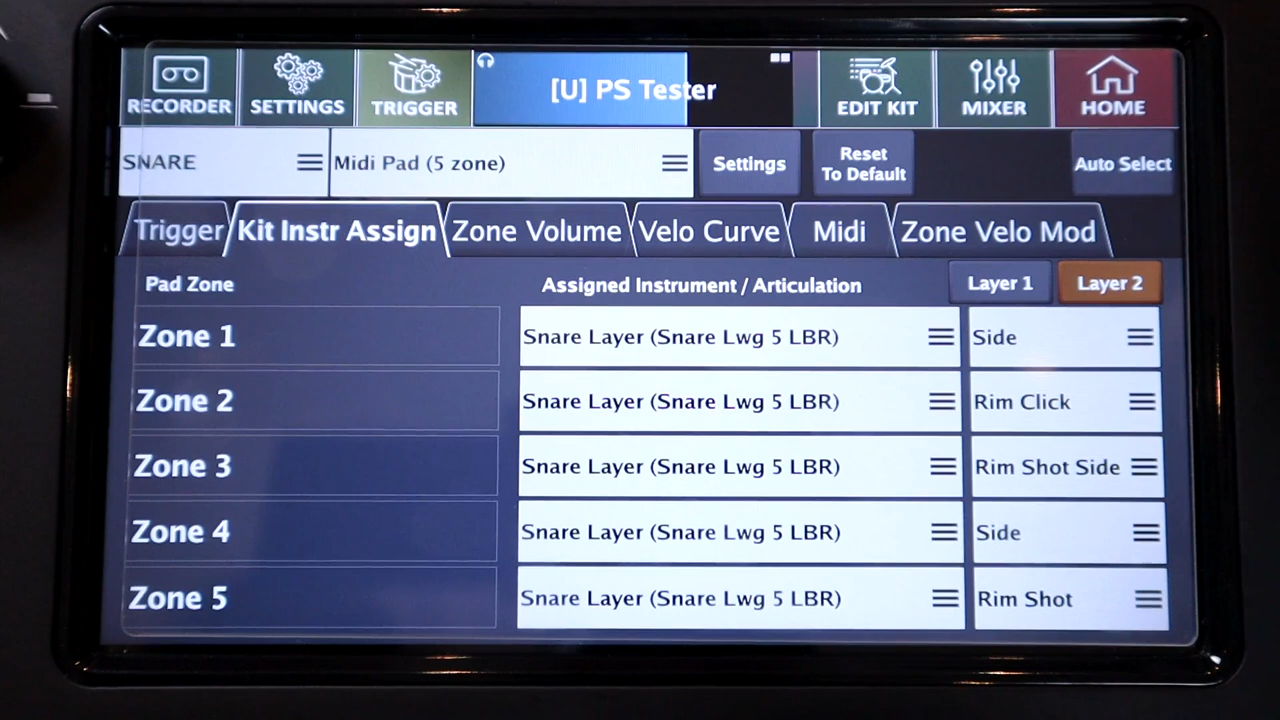 RECORDER SETTINGS TRIGGER [U] PS Tester EDIT KIT MIXER HOME
SNARE Midi Pad (5 zone) Settings Reset To Default Auto Select
Trigger Kit Instr Assign Zone Volume Velo Curve Midi Zone Velo Mod
Pad Zone Assigned Instrument / Articulation Layer 1 Layer 2
Zone 1 Snare Layer (Snare Lwg 5 LBR) Side
Zone 2 Snare Layer (Snare Lwg 5 LBR) Rim Click
Zone 3 Snare Layer (Snare Lwg 5 LBR) Rim Shot Side
Zone 4 Snare Layer (Snare Lwg 5 LBR) Side
Zone 5 Snare Layer (Snare Lwg 5 LBR) Rim Shot